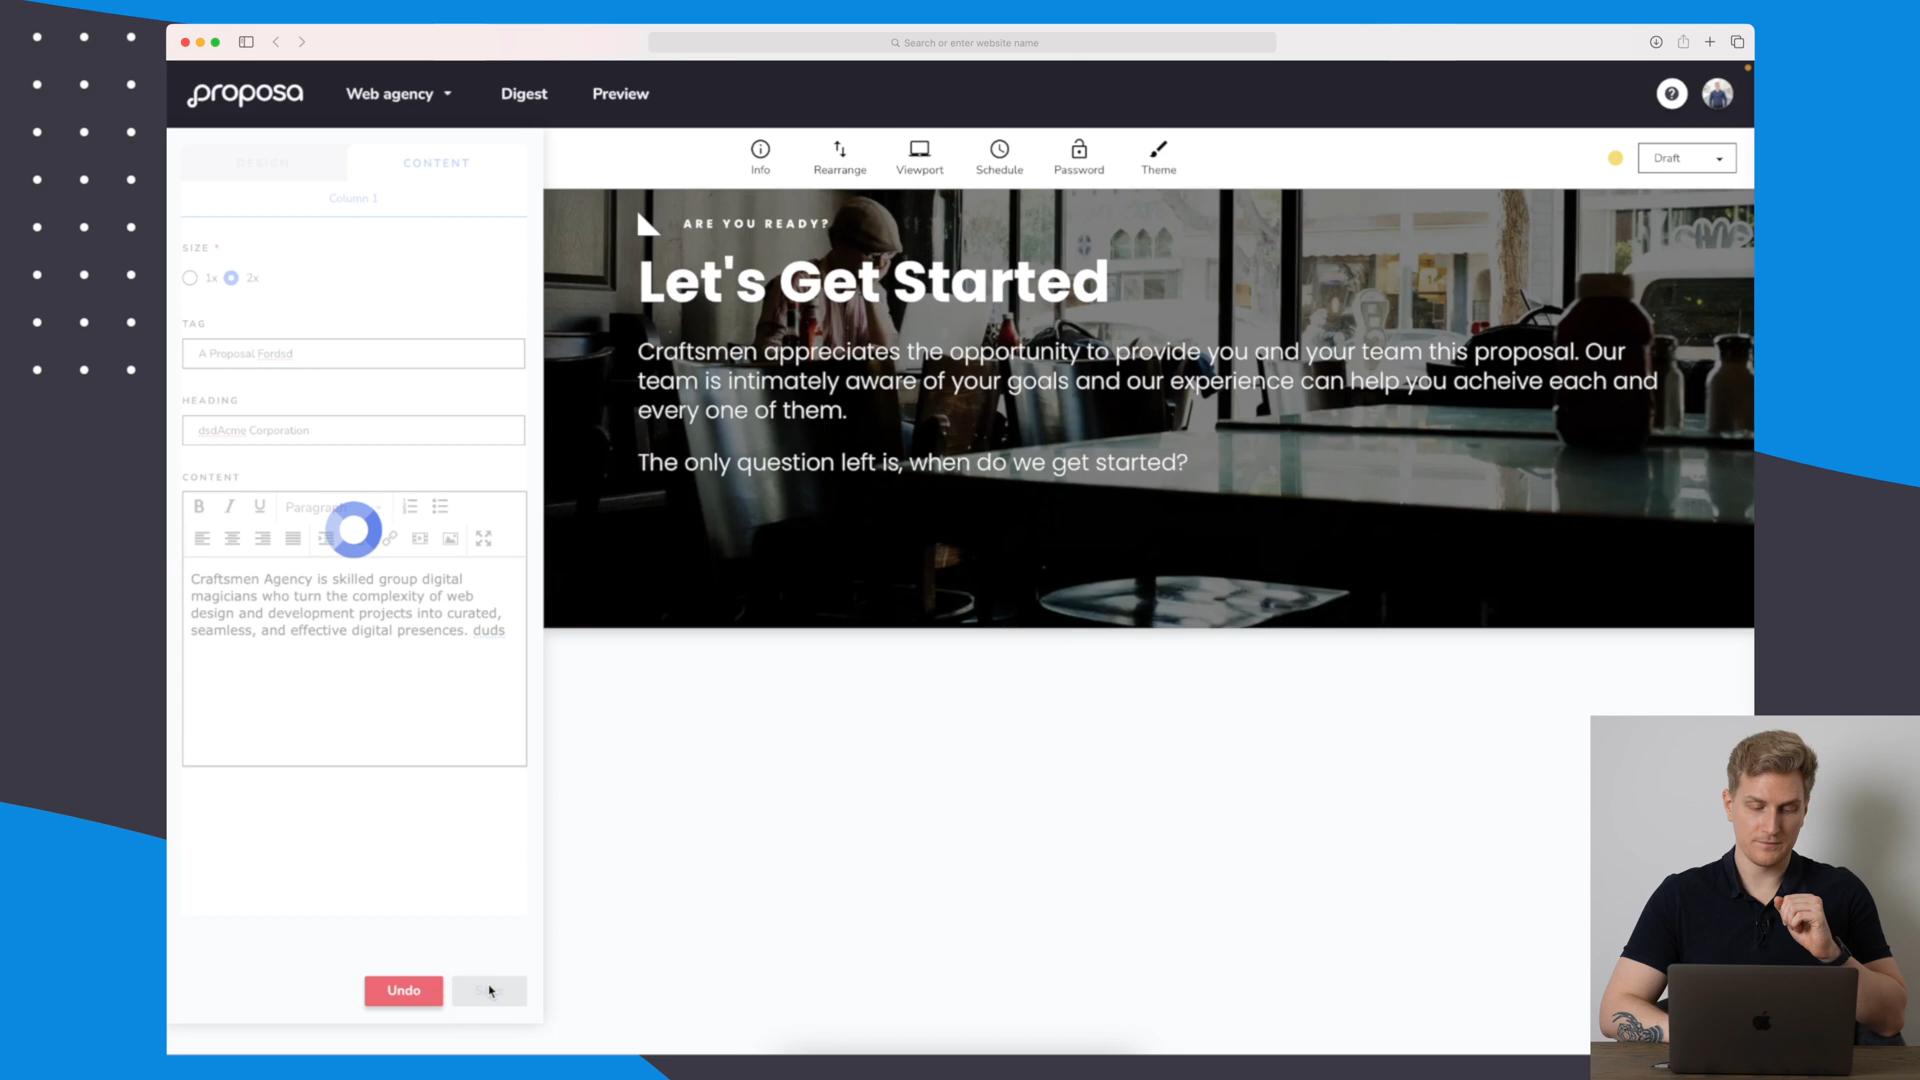 Search or enter website name
proposa
Web agency
Digest
Preview
DESIGN
CONTENT
Info
Rearrange
Viewport
Schedule
Password
Theme
Draft
Column 1
SIZE *
1x
2x
TAG
A Proposal Fordsd
HEADING
dsdAcme Corporation
CONTENT
B I U Paragraph
Craftsmen Agency is skilled group digital
magicians who turn the complexity of web
design and development projects into curated,
seamless, and effective digital presences. duds
Undo
ARE YOU READY?
Let's Get Started
Craftsmen appreciates the opportunity to provide you and your team this proposal. Our
team is intimately aware of your goals and our experience can help you acheive each and
every one of them.
The only question left is, when do we get started?